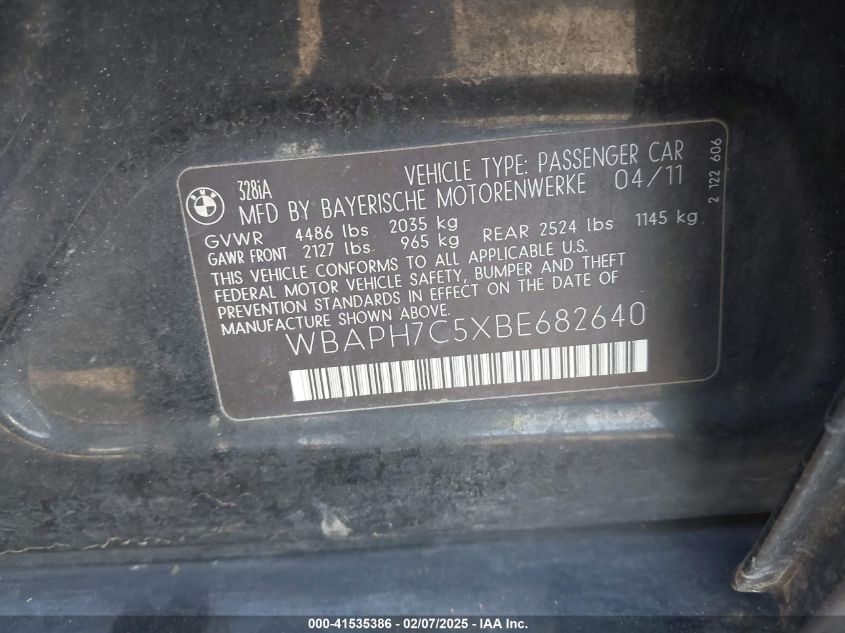 BMW
328iA
VEHICLE TYPE: PASSENGER CAR
MFD BY BAYERISCHE MOTORENWERKE 04/11
GVWR 4486 lbs 2035 kg
GAWR FRONT 2127 lbs 965 kg REAR 2524 lbs 1145 kg
THIS VEHICLE CONFORMS TO ALL APPLICABLE U.S.
FEDERAL MOTOR VEHICLE SAFETY, BUMPER AND THEFT
PREVENTION STANDARDS IN EFFECT ON THE DATE OF
MANUFACTURE SHOWN ABOVE.
WBAPH7C5XBE682640
2 122 606
000-41535386 - 02/07/2025 - IAA Holdings, LLC.